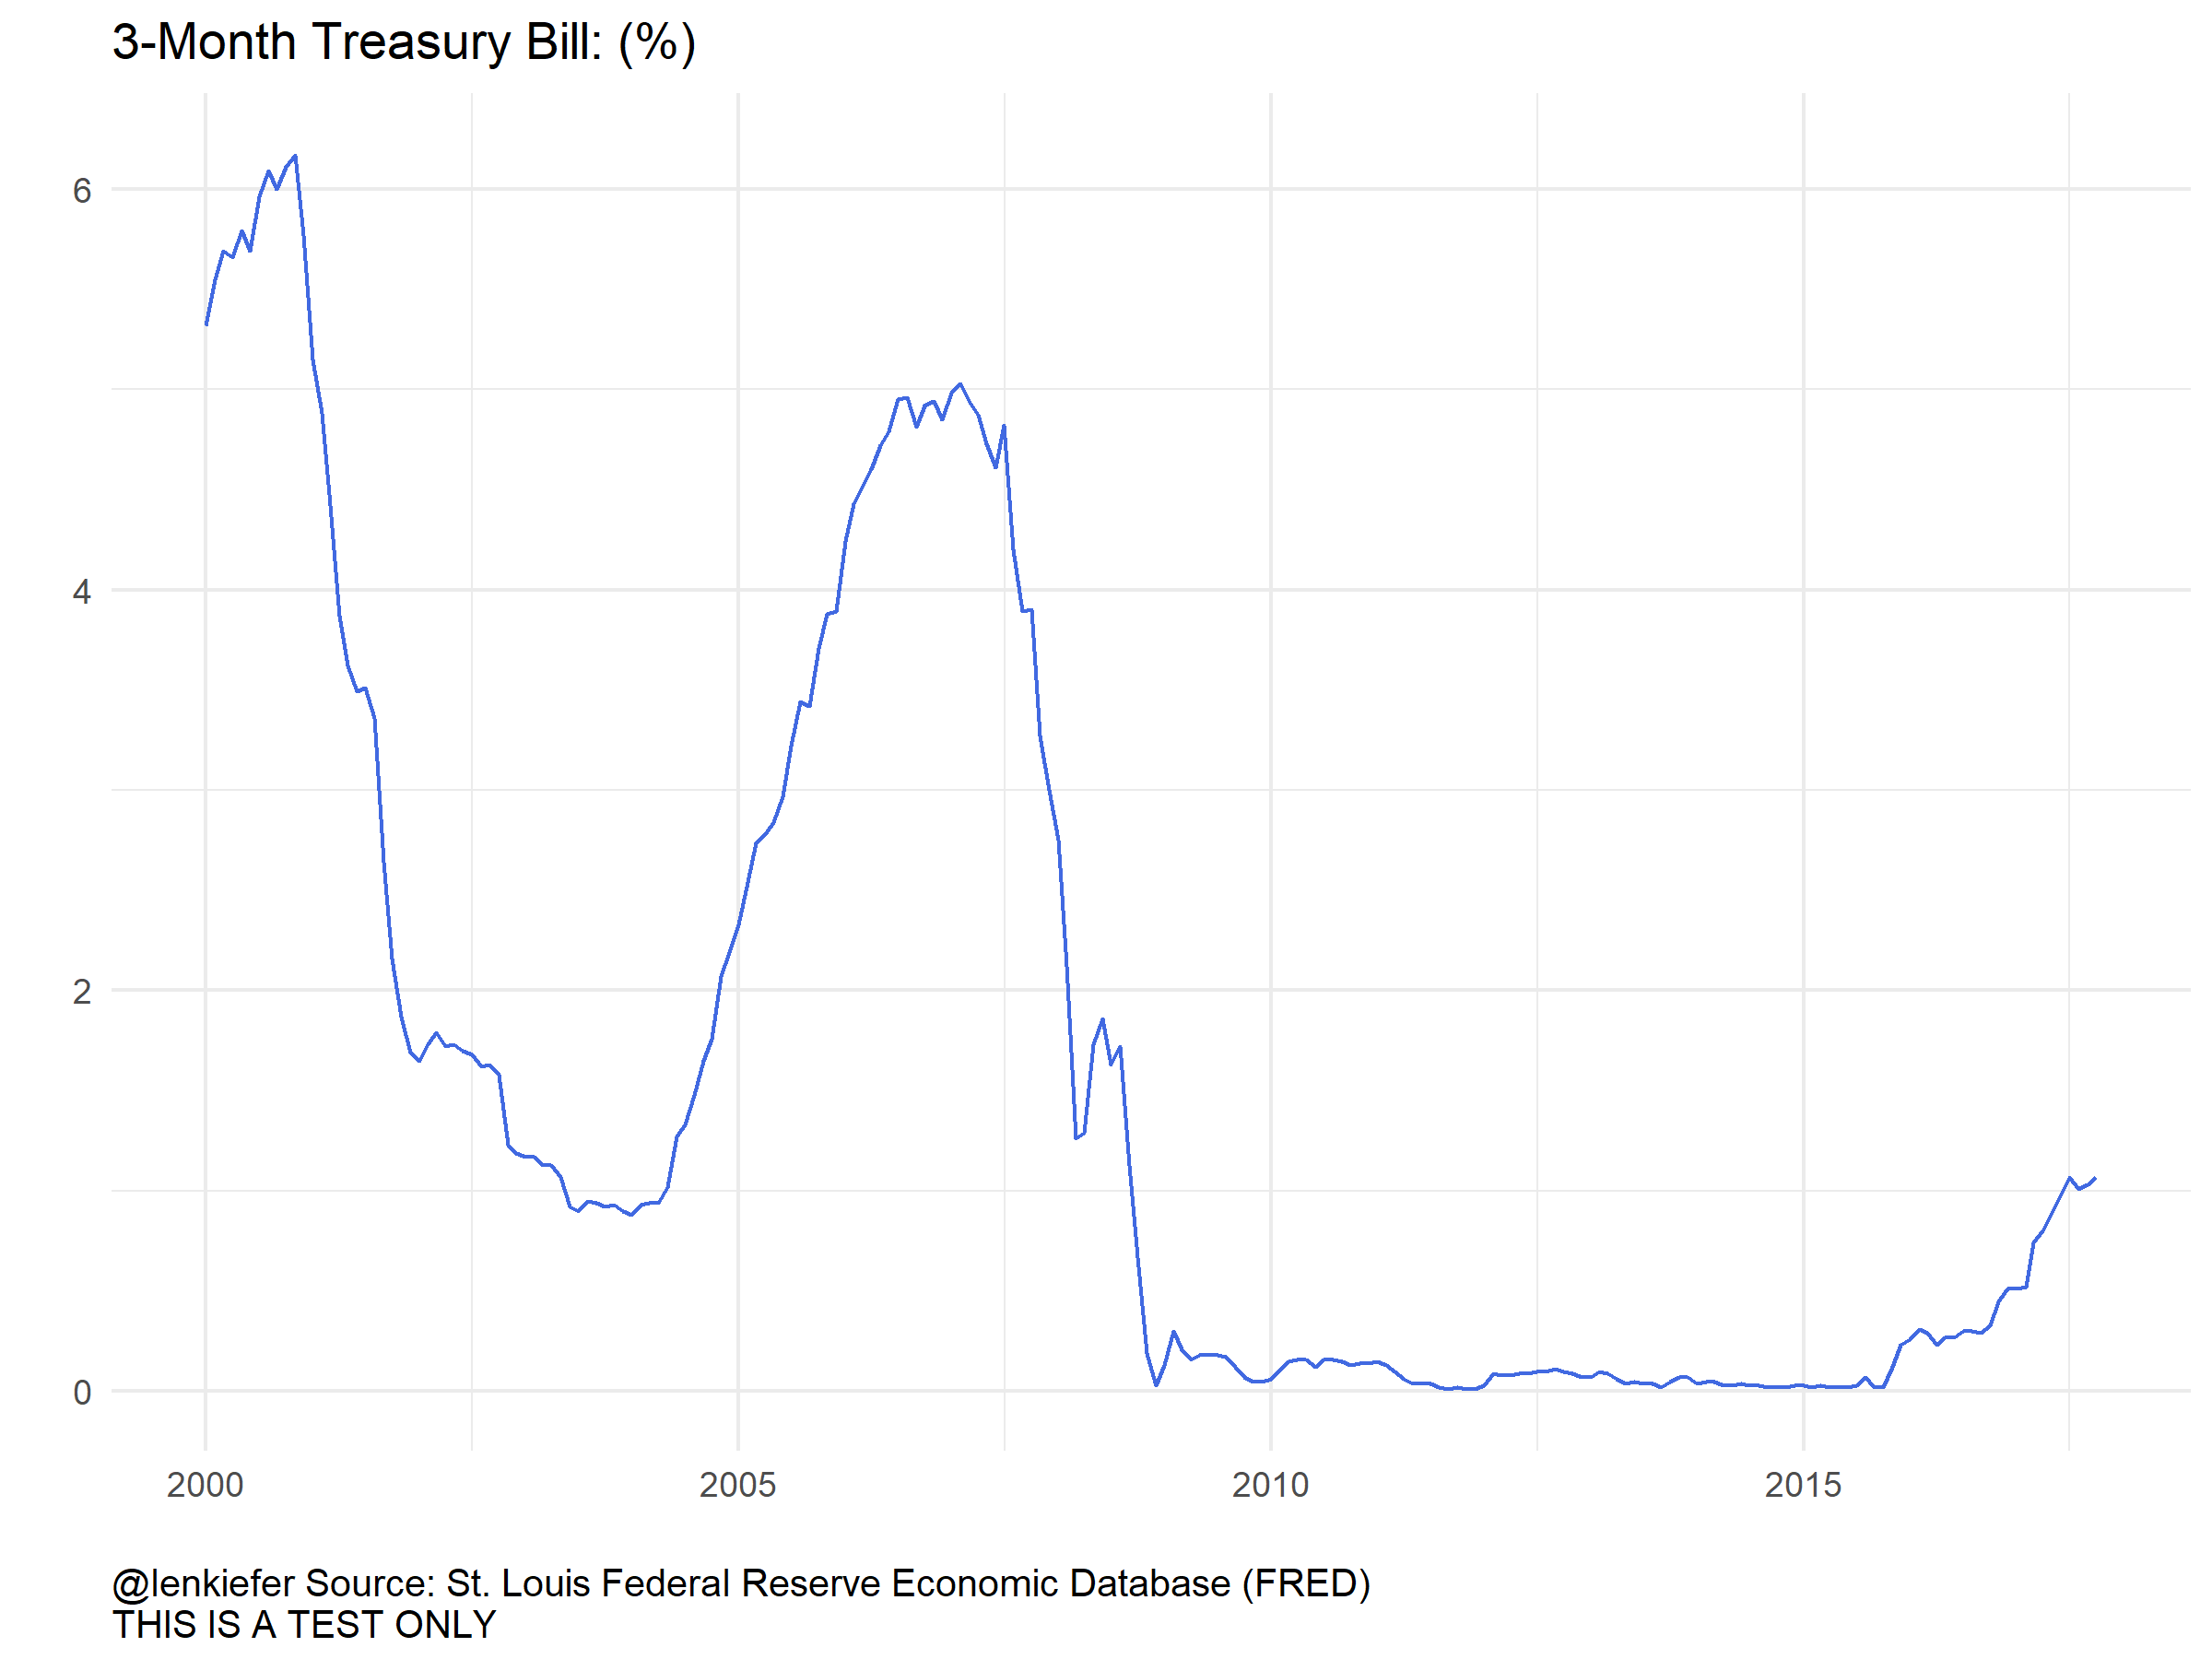 3-Month Treasury Bill: (%)
6
4
2
0
2000 2005 2010 2015
@lenkiefer Source: St. Louis Federal Reserve Economic Database (FRED)
THIS IS A TEST ONLY